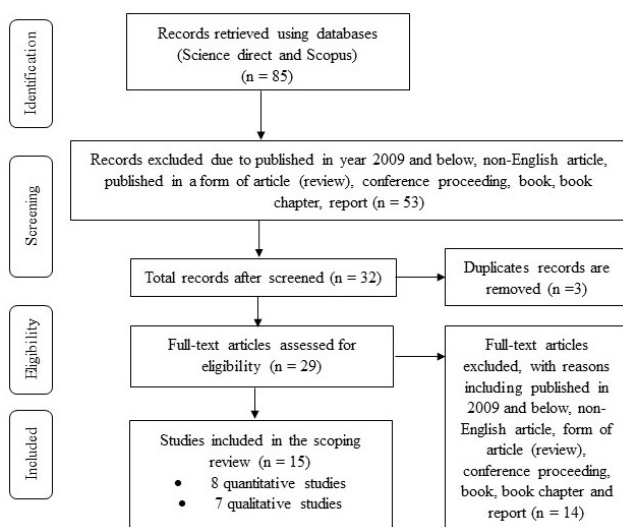 Identification
Records retrieved using databases
(Science direct and Scopus)
(n = 85)
Screening
Records excluded due to published in year 2009 and below, non-English article,
published in a form of article (review), conference proceeding, book, book
chapter, report (n = 53)
Total records after screened (n = 32)
Duplicates records are
removed (n =3)
Eligibility
Full-text articles assessed for
eligibility (n = 29)
Full-text articles
excluded, with reasons
including published in
2009 and below, non-
English article, form of
article (review),
conference proceeding,
book, book chapter and
report (n = 14)
Included
Studies included in the scoping
review (n = 15)
• 8 quantitative studies
• 7 qualitative studies